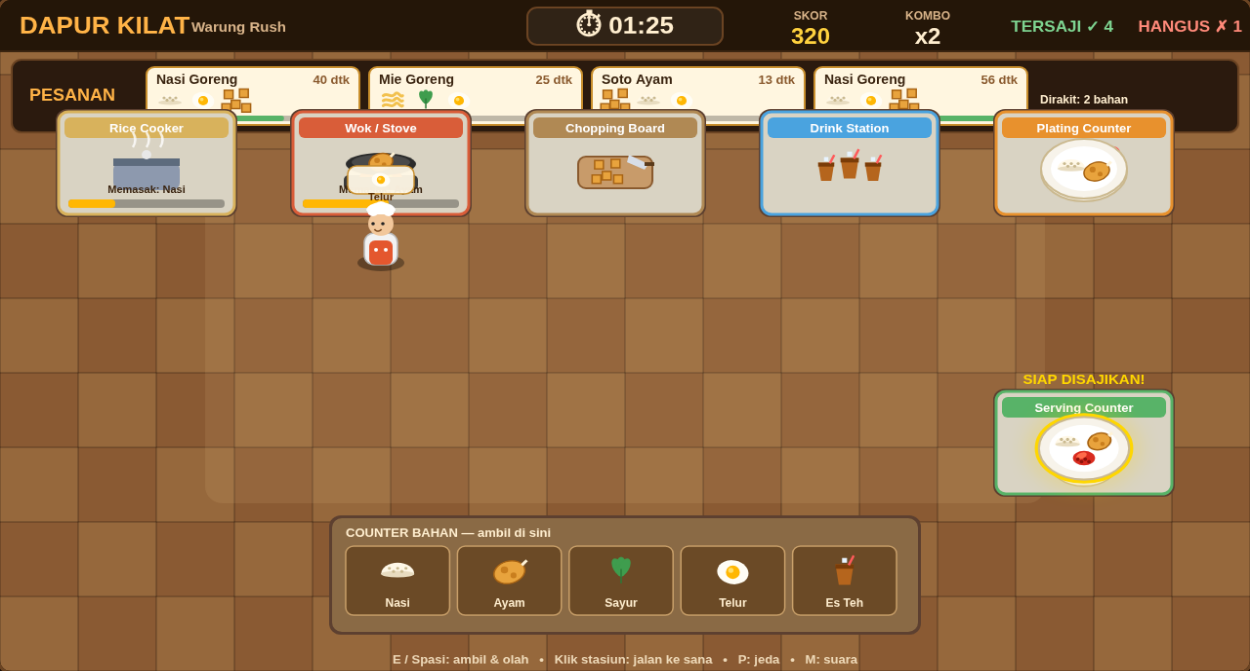 DAPUR KILAT Warung Rush
01:25
SKOR
320
KOMBO
x2
TERSAJI ✓ 4
HANGUS ✗ 1
PESANAN
Nasi Goreng 40 dtk
Mie Goreng 25 dtk
Soto Ayam 13 dtk
Nasi Goreng 56 dtk
Dirakit: 2 bahan
Rice Cooker
Memasak: Nasi
Wok / Stove
Telur
Chopping Board
Drink Station
Plating Counter
SIAP DISAJIKAN!
Serving Counter
COUNTER BAHAN — ambil di sini
Nasi
Ayam
Sayur
Telur
Es Teh
E / Spasi: ambil & olah • Klik stasiun: jalan ke sana • P: jeda • M: suara